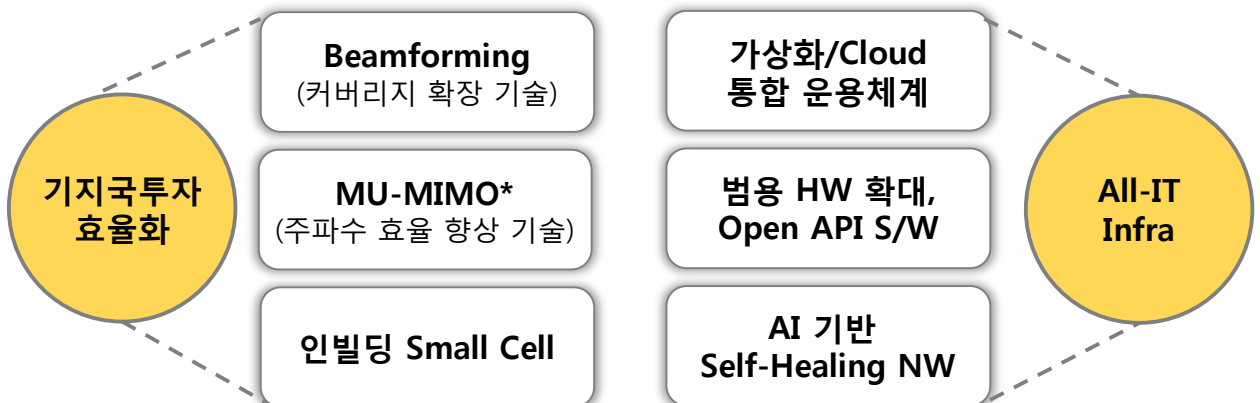 기지국투자
효율화
Beamforming
(커버리지 확장 기술)
MU-MIMO*
(주파수 효율 향상 기술)
인빌딩 Small Cell
가상화/Cloud
통합 운용체계
범용 HW 확대,
Open API S/W
AI 기반
Self-Healing NW
All-IT
Infra